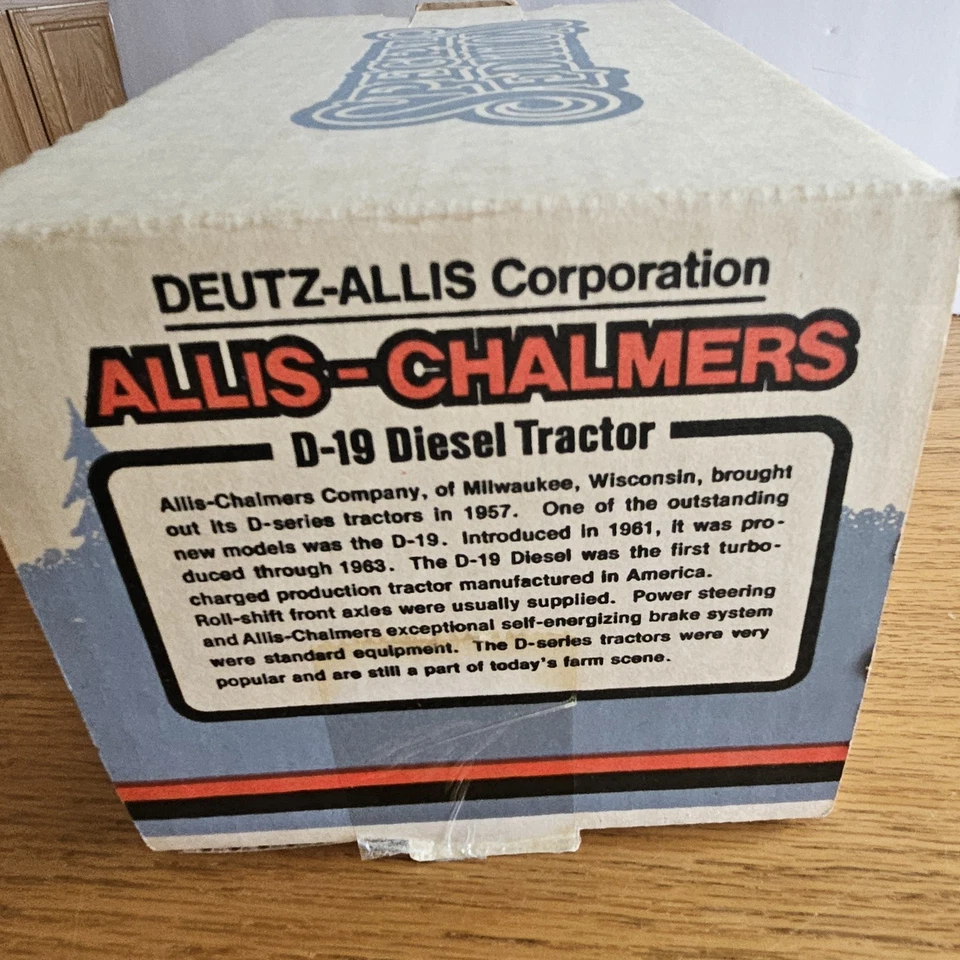 SPECIAL
EDITION
DEUTZ-ALLIS Corporation
ALLIS-CHALMERS
D-19 Diesel Tractor
Allis-Chalmers Company, of Milwaukee, Wisconsin, brought
out its D-series tractors in 1957. One of the outstanding
new models was the D-19. Introduced in 1961, it was pro-
duced through 1963. The D-19 Diesel was the first turbo-
charged production tractor manufactured in America.
Roll-shift front axles were usually supplied. Power steering
and Allis-Chalmers exceptional self-energizing brake system
were standard equipment. The D-series tractors were very
popular and are still a part of today's farm scene.